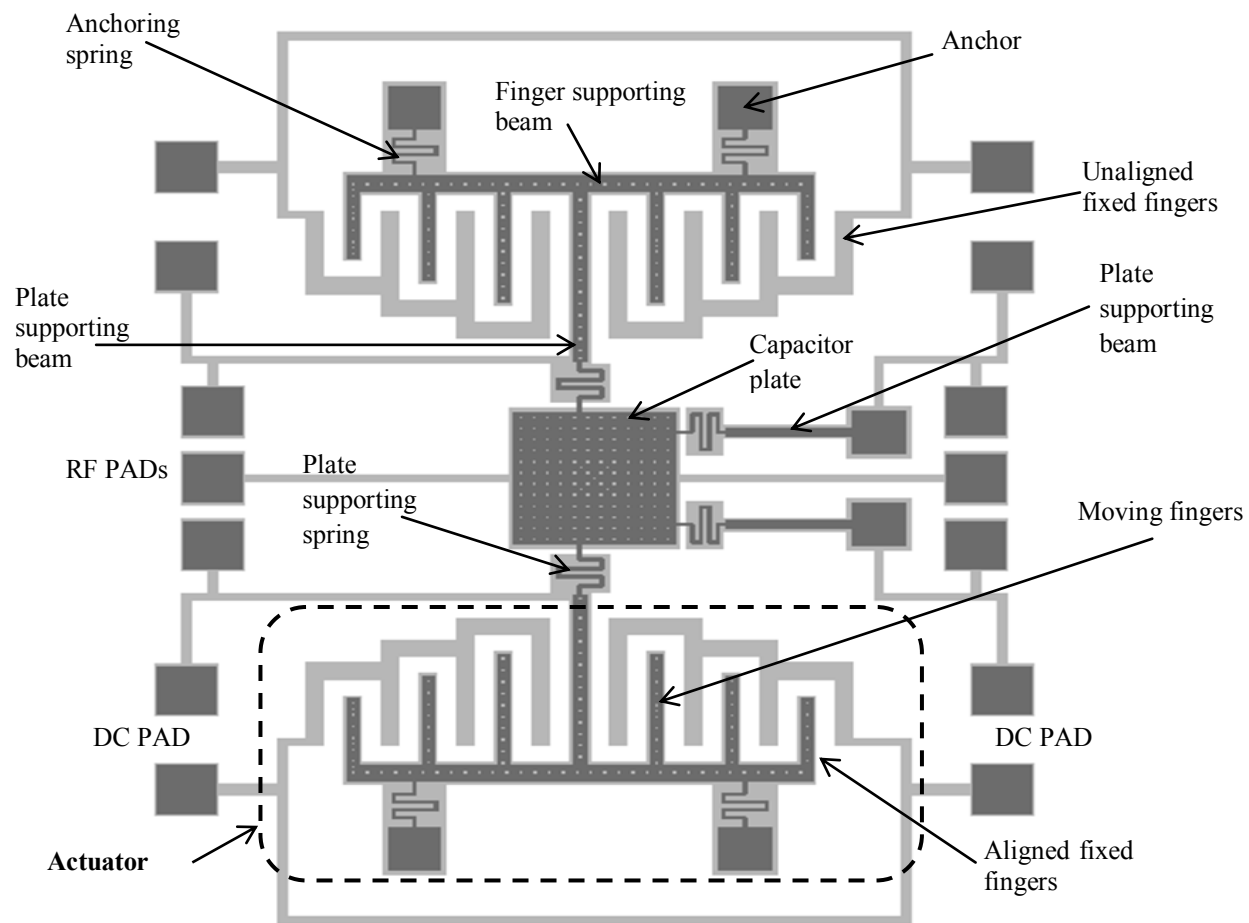 Anchoring
spring
Anchor
Finger supporting
beam
Unaligned
fixed fingers
Plate
supporting
beam
Plate
supporting
beam
Capacitor
plate
RF PADs
Plate
supporting
spring
Moving fingers
DC PAD
DC PAD
Actuator
Aligned fixed
fingers